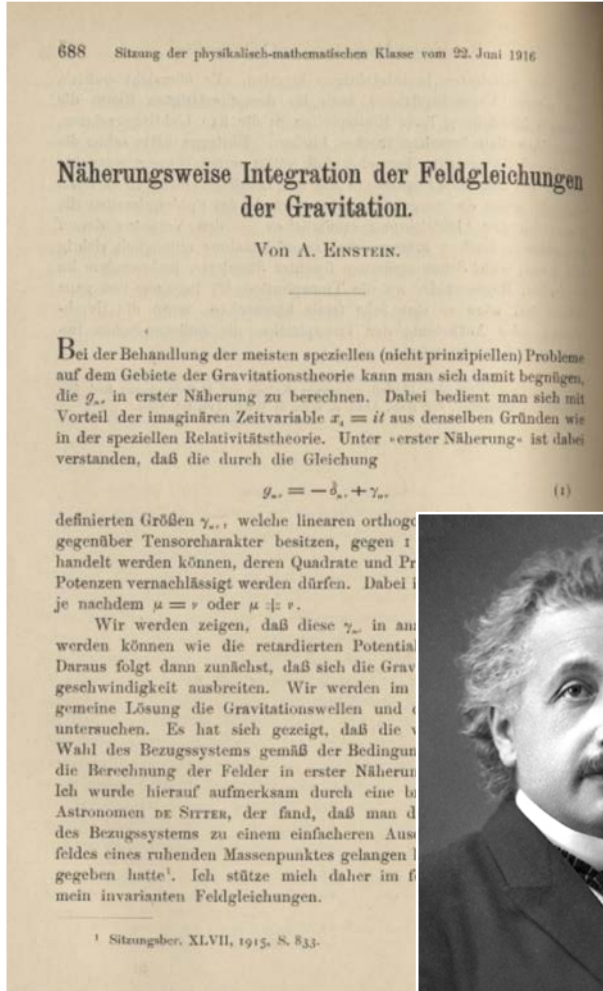 688 Sitzung der physikalisch-mathematischen Klasse vom 22. Juni 1916
Näherungsweise Integration der Feldgleichungen
der Gravitation.
Von A. Einstein.
Bei der Behandlung der meisten speziellen (nicht prinzipiellen) Probleme
auf dem Gebiete der Gravitationstheorie kann man sich damit begnügen,
die g_μν in erster Näherung zu berechnen. Dabei bedient man sich mit
Vorteil der imaginären Zeitvariable x₄ = it aus denselben Gründen wie
in der speziellen Relativitätstheorie. Unter »erster Näherung« ist dabei
verstanden, daß die durch die Gleichung
g_μν = — δ_μν + γ_μν (1)
definierten Größen γ_μν, welche linearen
gegenüber Tensorcharakter besitzen, gegen 1
handelt werden können, deren Quadrate und
Potenzen vernachlässigt werden dürfen. Dabei
je nachdem μ = ν oder μ ≠ ν.
Wir werden zeigen, daß diese γ_μν in
werden können wie die retardierten
Daraus folgt dann zunächst, daß sich die
geschwindigkeit ausbreiten. Wir werden im
gemeine Lösung die Gravitationswellen und
untersuchen. Es hat sich gezeigt, daß die
Wahl des Bezugssystems gemäß der
die Berechnung der Felder in erster
Ich wurde hierauf aufmerksam durch eine
Astronomen de Sitter, der fand, daß man
des Bezugssystems zu einem einfacheren
feldes eines ruhenden Massenpunktes gelangen
gegeben hatte¹. Ich stütze mich daher im
mein invarianten Feldgleichungen.
¹ Sitzungsber. XLVII, 1915, S. 833.